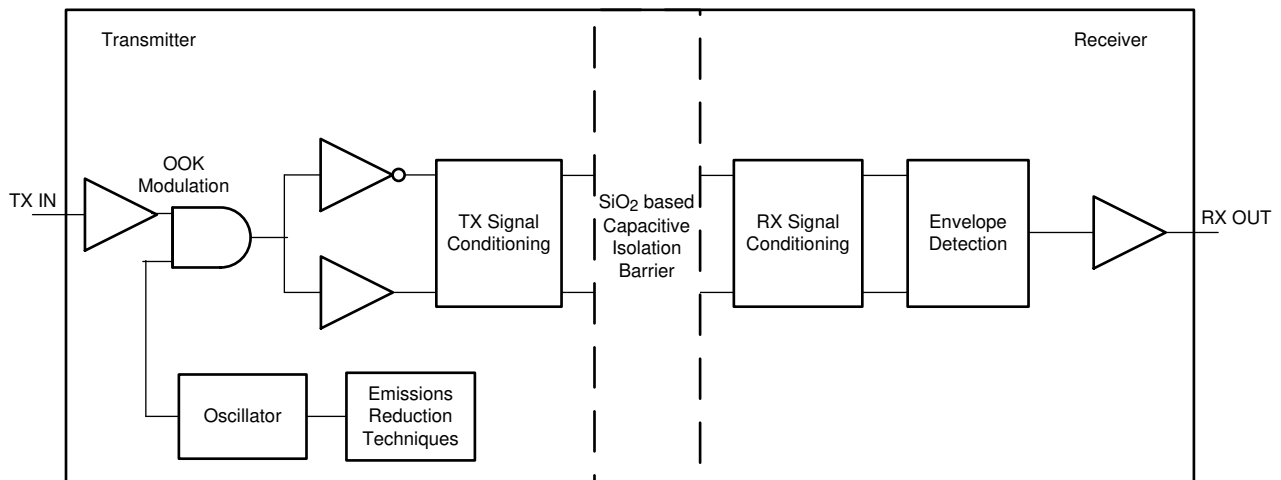 Transmitter
Receiver
OOK
Modulation
TX IN
TX Signal
Conditioning
SiO2 based
Capacitive
Isolation
Barrier
RX Signal
Conditioning
Envelope
Detection
RX OUT
Oscillator
Emissions
Reduction
Techniques